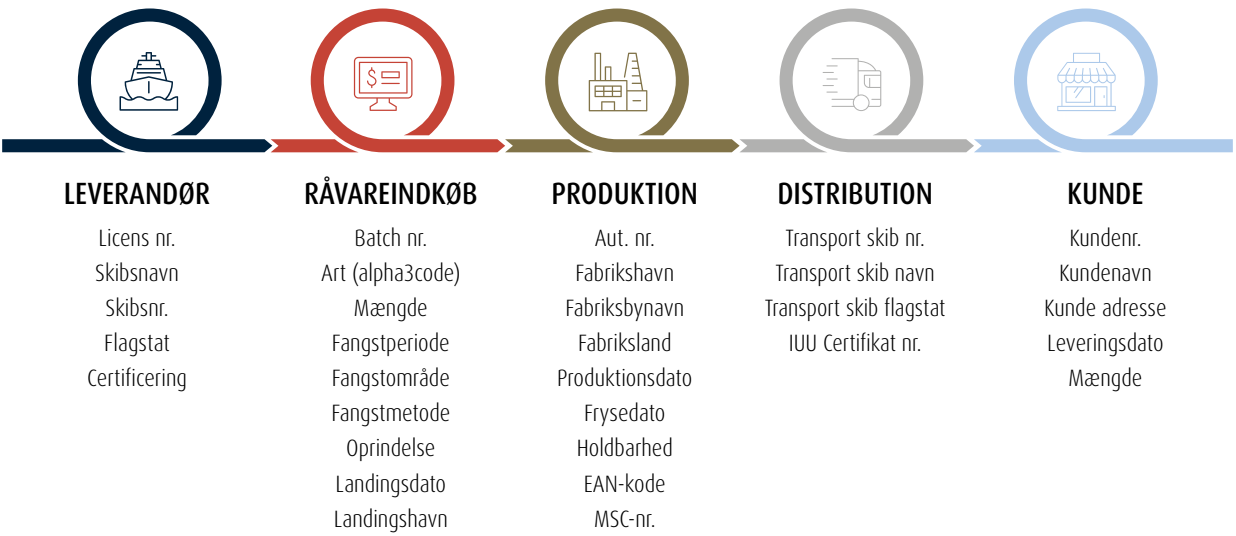 $
LEVERANDØR
Licens nr.
Skibsnavn
Skibsnr.
Flagstat
Certificering
RÅVAREINDKØB
Batch nr.
Art (alpha3code)
Mængde
Fangstperiode
Fangstområde
Fangstmetode
Oprindelse
Landingsdato
Landingshavn
PRODUKTION
Aut. nr.
Fabrikshavn
Fabriksbynavn
Fabriksland
Produktionsdato
Frysedato
Holdbarhed
EAN-kode
MSC-nr.
DISTRIBUTION
Transport skib nr.
Transport skib navn
Transport skib flagstat
IUU Certifikat nr.
KUNDE
Kundenr.
Kundenavn
Kunde adresse
Leveringsdato
Mængde